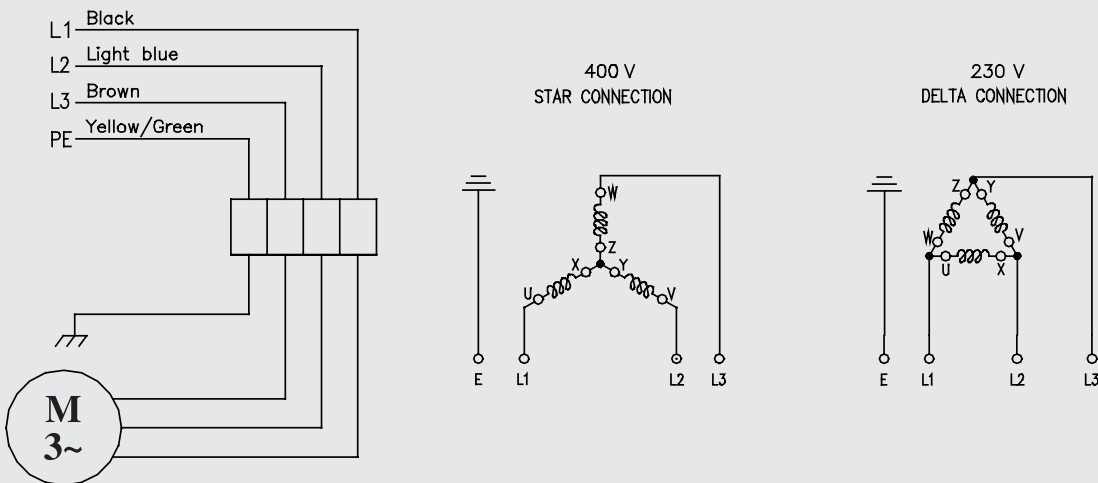 L1 Black
L2 Light blue
L3 Brown
PE Yellow/Green
M
3~
400 V
STAR CONNECTION
W
Z
X Y
U V
E L1 L2 L3
230 V
DELTA CONNECTION
Z Y
W V
U X
E L1 L2 L3